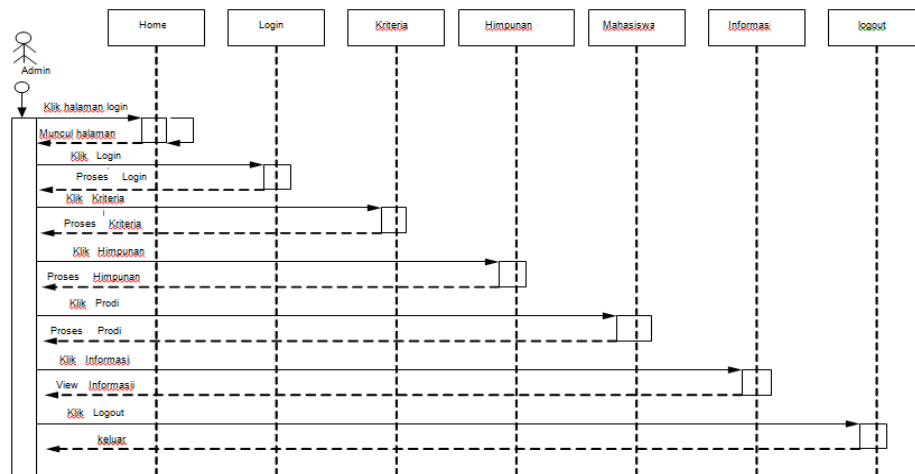 Home
Login
Kriteria
Himpunan
Mahasiswa
Informasi
logout
Admin
Klik halaman login
Muncul halaman
Klik Login
Proses Login
Klik Kriteria
Proses Kriteria
Klik Himpunan
Proses Himpunan
Klik Prodi
Proses Prodi
Klik Informasi
View Informasii
Klik Logout
keluar